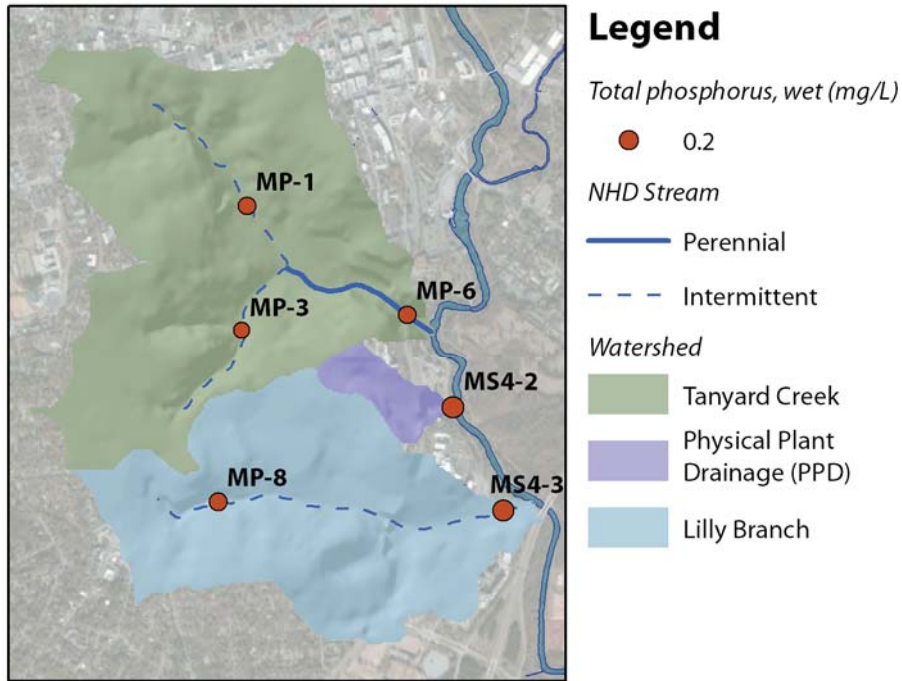 Legend
Total phosphorus, wet (mg/L)
0.2
NHD Stream
Perennial
Intermittent
Watershed
Tanyard Creek
Physical Plant
Drainage (PPD)
Lilly Branch
MP-1
MP-6
MP-3
MS4-2
MP-8
MS4-3